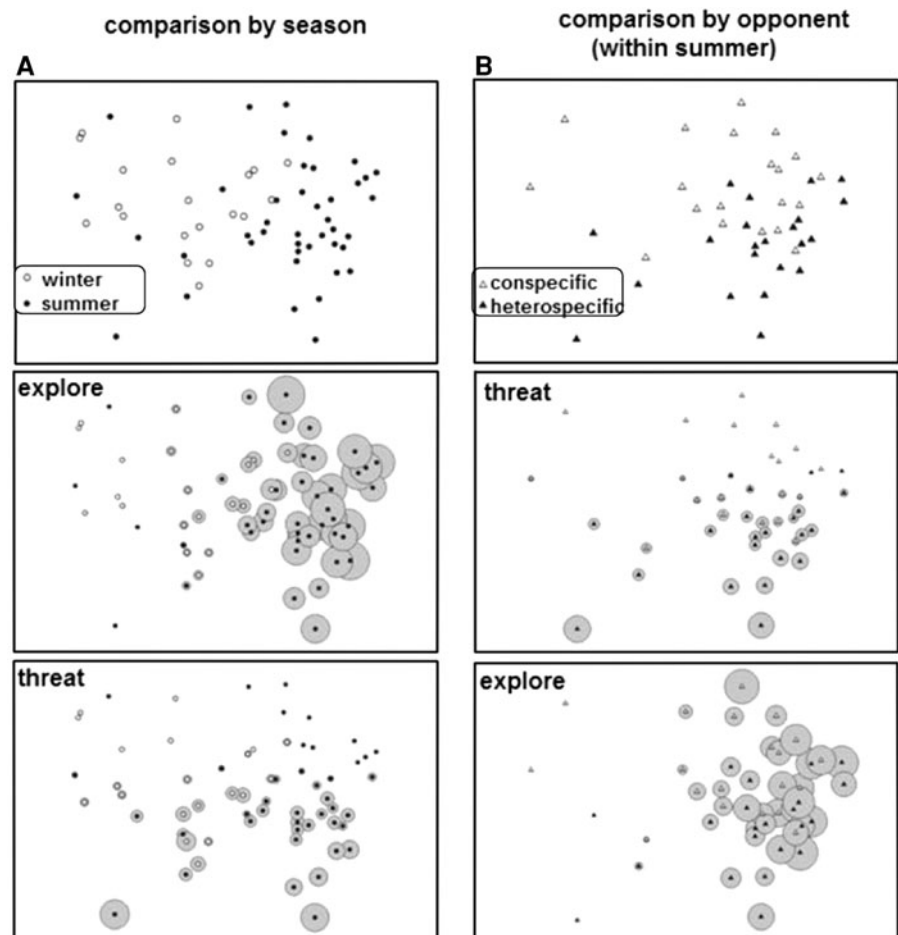 comparison by season
A
winter
summer
explore
threat
comparison by opponent
(within summer)
B
conspecific
heterospecific
threat
explore